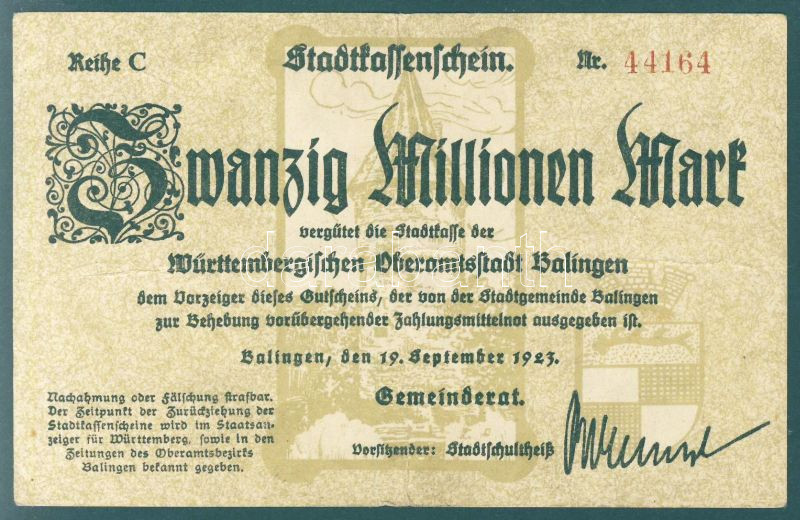 Reihe C
Stadtkassenschein.
Nr. 44164
Zwanzig Millionen Mark
vergütet die Stadtkasse der
Württembergischen Oberamtsstadt Balingen
dem Vorzeiger dieses Gutscheins, der von der Stadtgemeinde Balingen
zur Behebung vorübergehender Zahlungsmittelnot ausgegeben ist.
Balingen, den 19. September 1923.
Gemeinderat.
Vorsitzender: Stadtschultheiß
Nachahmung oder Fälschung strafbar.
Der Zeitpunkt der Zurückziehung der
Stadtkassenscheine wird im Staatsan-
zeiger für Württemberg, sowie in den
Zeitungen des Oberamtsbezirks
Balingen bekannt gegeben.